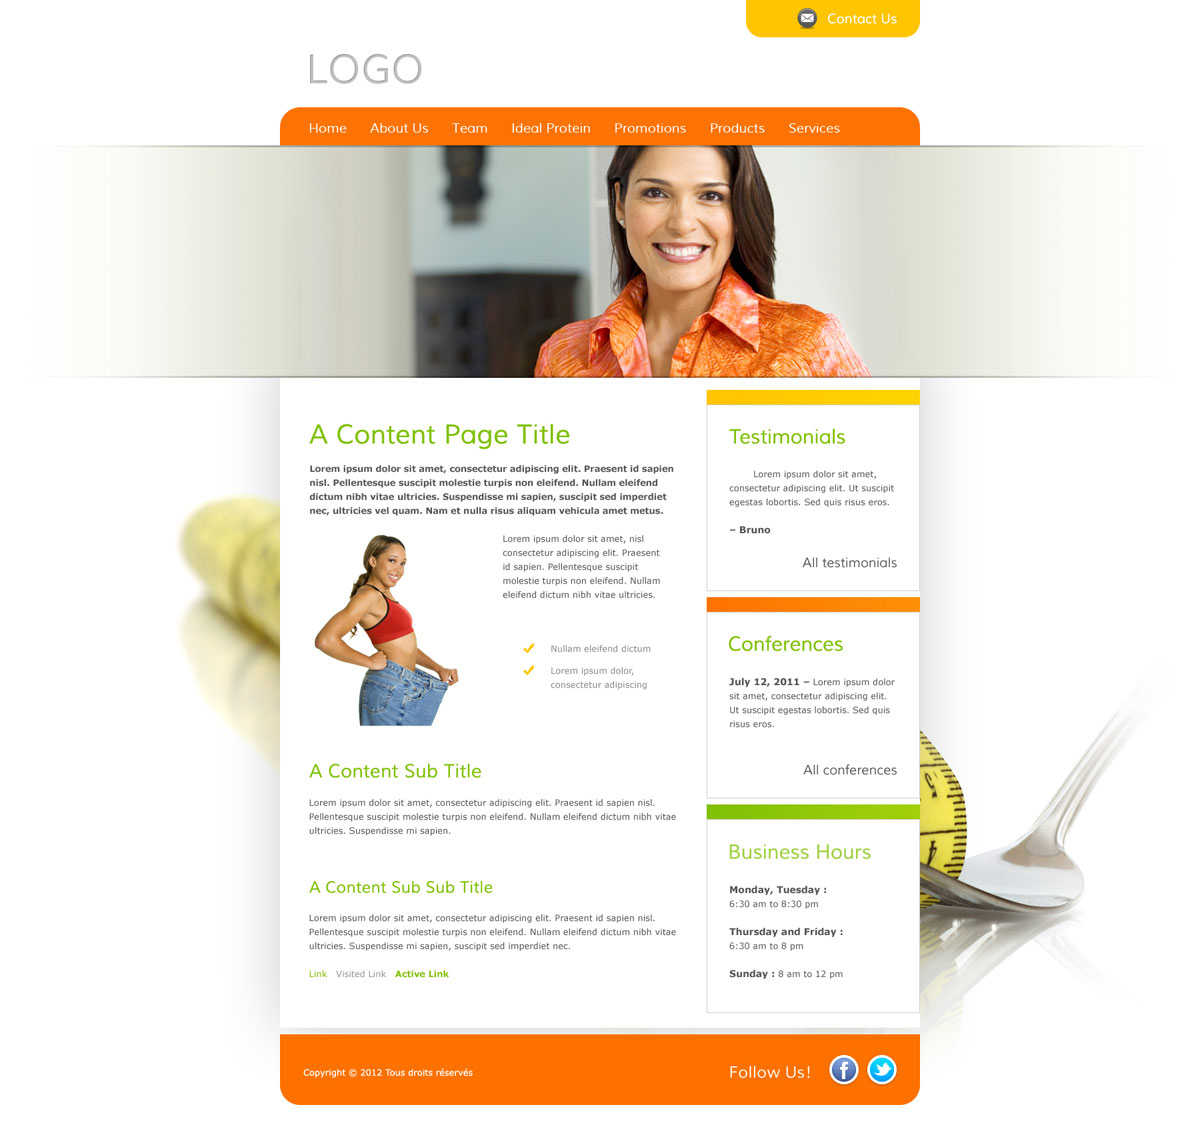 Contact Us
LOGO
Home About Us Team Ideal Protein Promotions Products Services
A Content Page Title
Lorem ipsum dolor sit amet, consectetur adipiscing elit. Praesent id sapien
nisl. Pellentesque suscipit molestie turpis non eleifend. Nullam eleifend
dictum nibh vitae ultricies. Suspendisse mi sapien, suscipit sed imperdiet
nec, ultricies vel quam. Nam et nulla risus aliquam vehicula amet metus.
Lorem ipsum dolor sit amet, nisl
consectetur adipiscing elit. Praesent
id sapien. Pellentesque suscipit
molestie turpis non eleifend. Nullam
eleifend dictum nibh vitae ultricies.
Nullam eleifend dictum
Lorem ipsum dolor,
consectetur adipiscing
A Content Sub Title
Lorem ipsum dolor sit amet, consectetur adipiscing elit. Praesent id sapien nisl.
Pellentesque suscipit molestie turpis non eleifend. Nullam eleifend dictum nibh vitae
ultricies. Suspendisse mi sapien.
A Content Sub Sub Title
Lorem ipsum dolor sit amet, consectetur adipiscing elit. Praesent id sapien nisl.
Pellentesque suscipit molestie turpis non eleifend. Nullam eleifend dictum nibh vitae
ultricies. Suspendisse mi sapien, suscipit sed imperdiet nec.
Link Visited Link Active Link
Testimonials
Lorem ipsum dolor sit amet,
consectetur adipiscing elit. Ut suscipit
egestas lobortis. Sed quis risus eros.
– Bruno
All testimonials
Conferences
July 12, 2011 – Lorem ipsum dolor
sit amet, consectetur adipiscing elit.
Ut suscipit egestas lobortis. Sed quis
risus eros.
All conferences
Business Hours
Monday, Tuesday :
6:30 am to 8:30 pm
Thursday and Friday :
6:30 am to 8 pm
Sunday : 8 am to 12 pm
Copyright © 2012 Tous droits réservés
Follow Us!
f